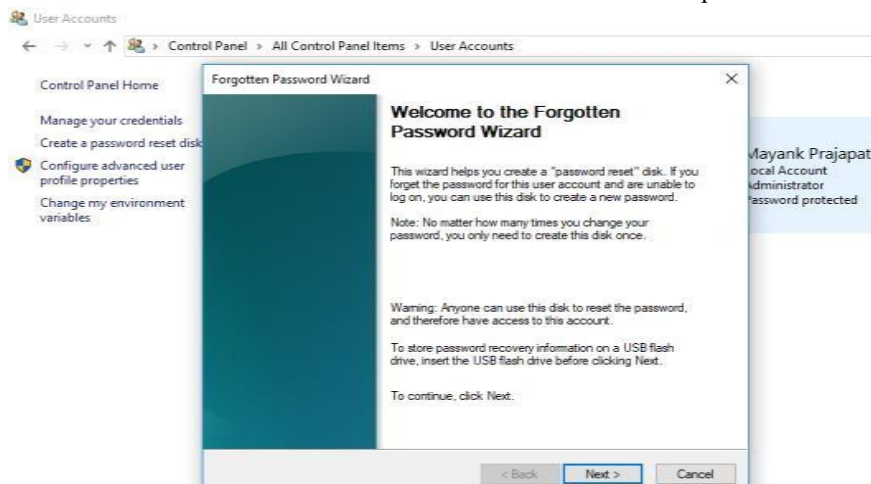 User Accounts
Control Panel > All Control Panel Items > User Accounts
Control Panel Home
Manage your credentials
Create a password reset disk
Configure advanced user
profile properties
Change my environment
variables
Forgotten Password Wizard
Welcome to the Forgotten
Password Wizard
This wizard helps you create a "password reset" disk. If you
forget the password for this user account and are unable to
log on, you can use this disk to create a new password.
Note: No matter how many times you change your
password, you only need to create this disk once.
Warning: Anyone can use this disk to reset the password,
and therefore have access to this account.
To store password recovery information on a USB flash
drive, insert the USB flash drive before clicking Next.
To continue, click Next.
< Back
Next >
Cancel
Mayank Prajapat
ocal Account
Administrator
Password protected